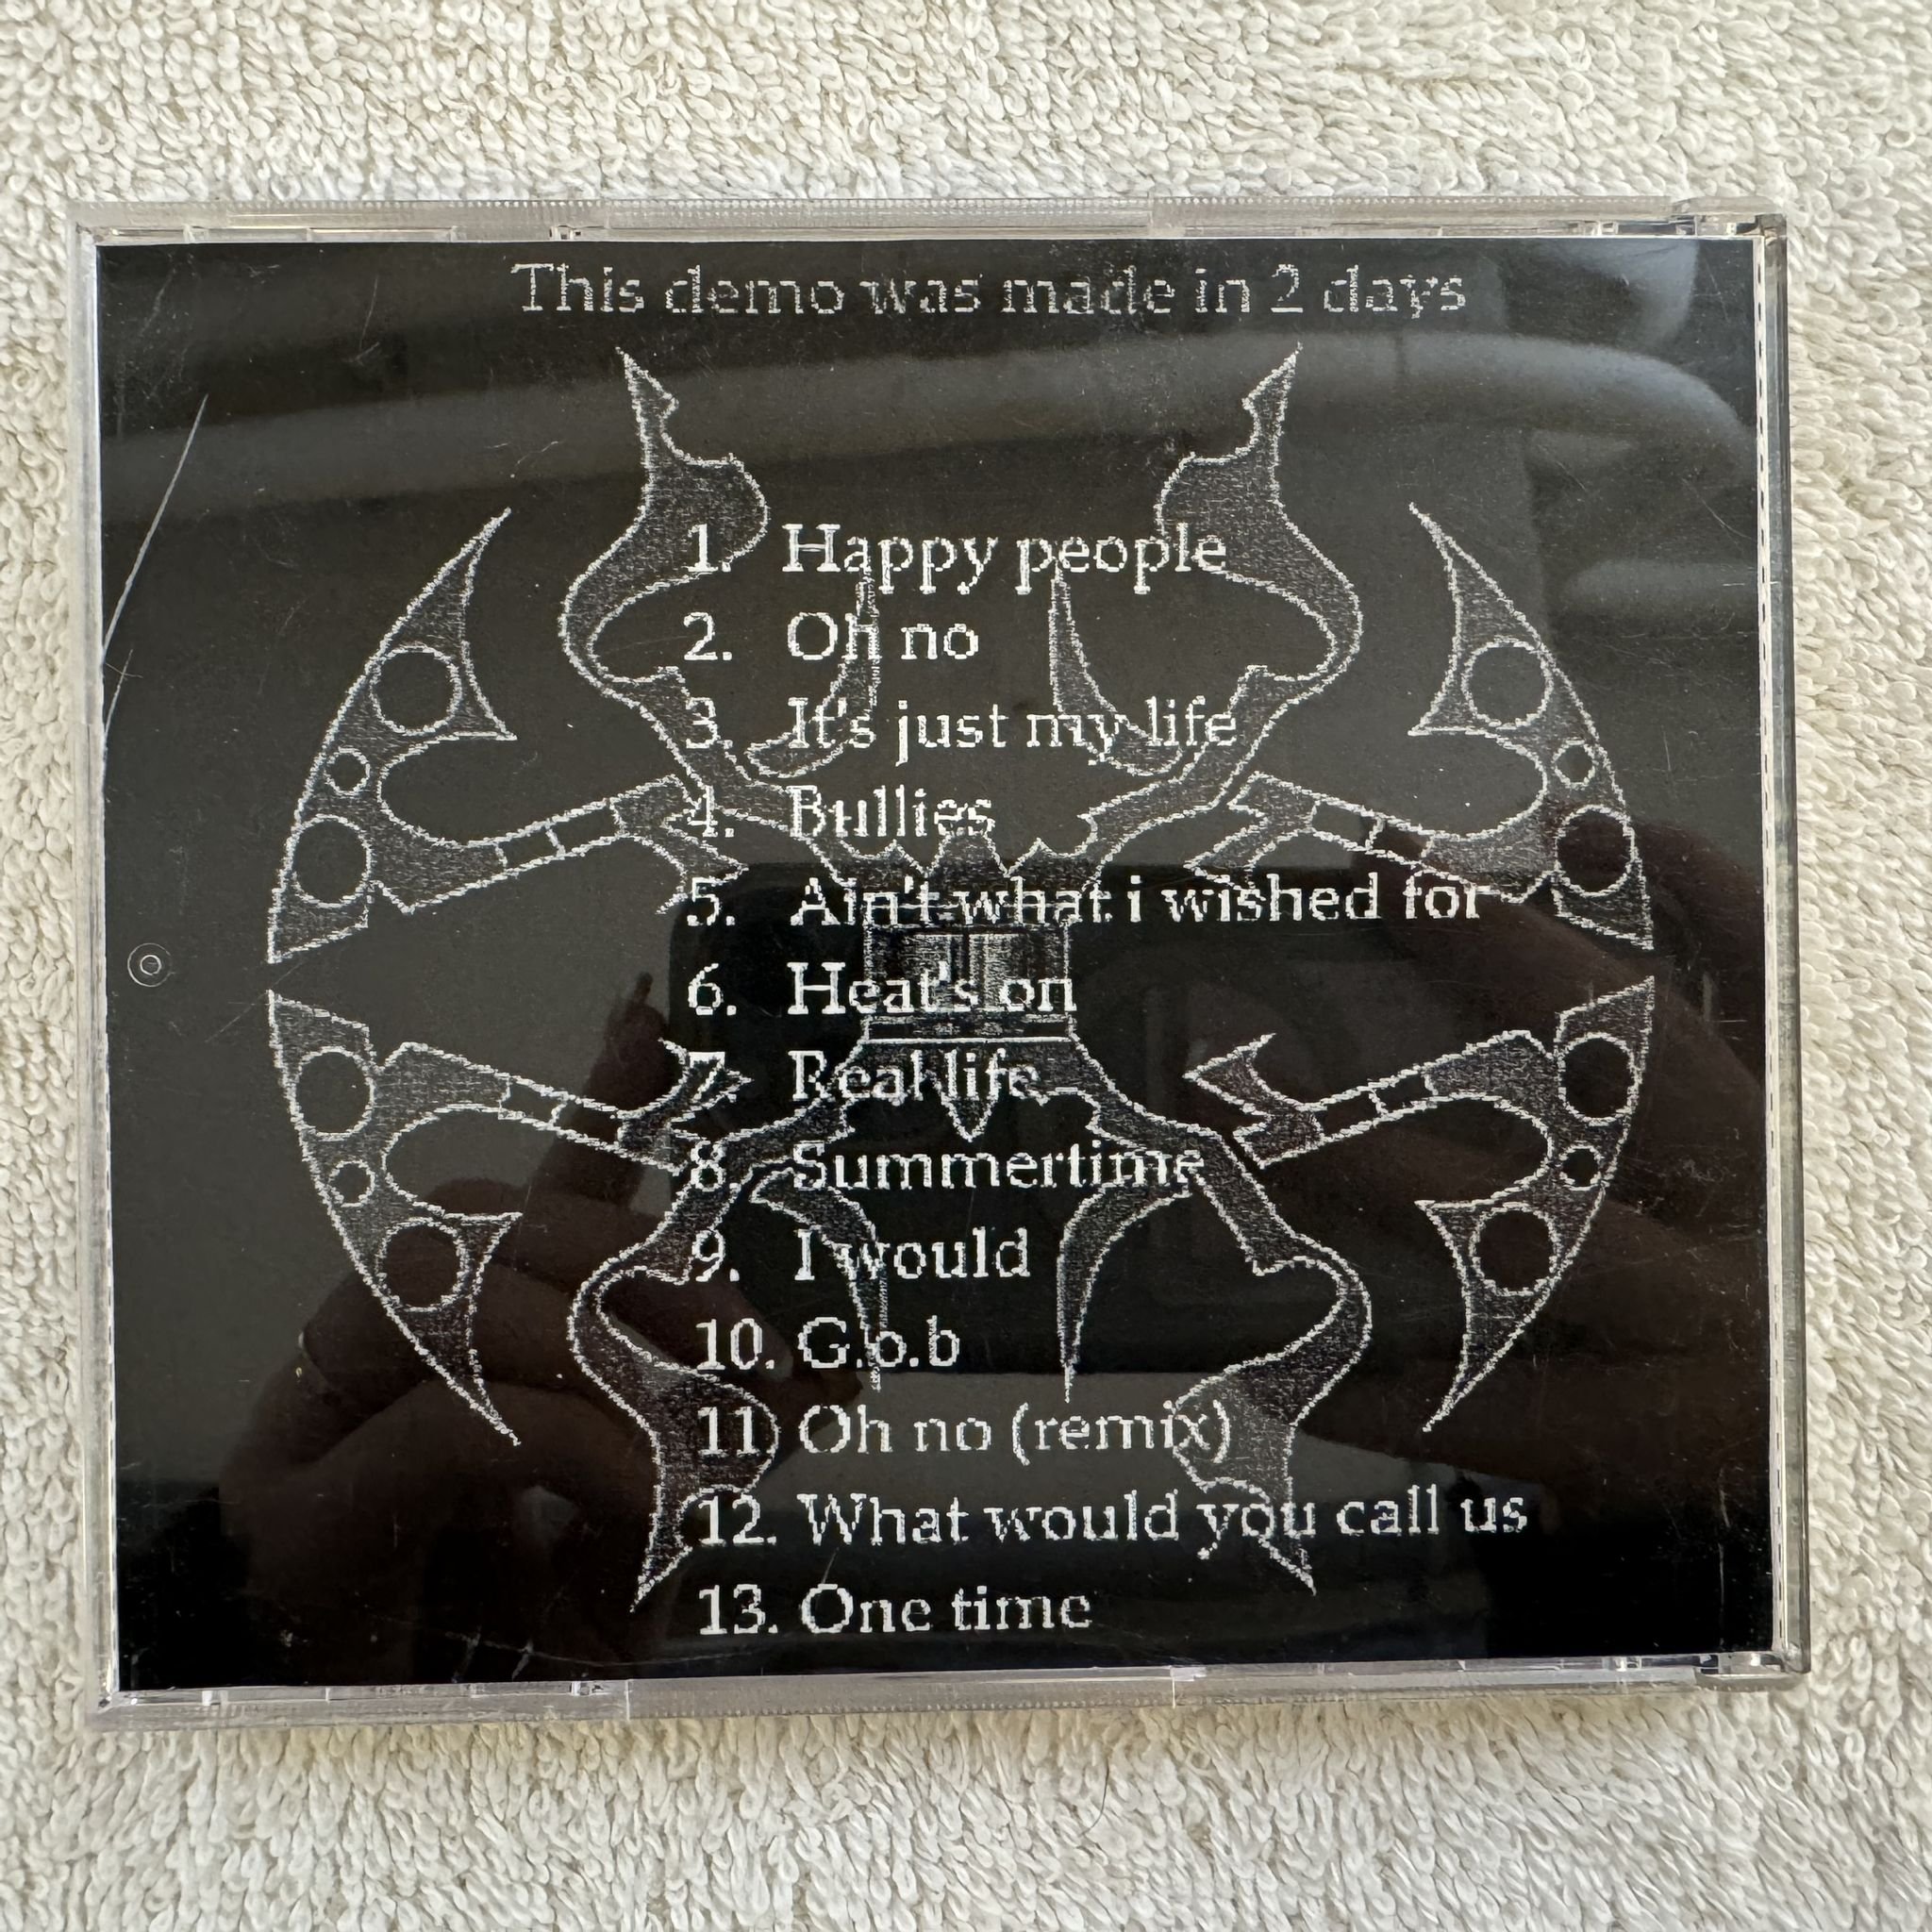 This demo was made in 2 days
1. Happy people
2. Oh no
3. It's just my life
4. Bullies
5. Ain't what i wished for
6. Heat's on
7. Real life
8. Summertime
9. I would
10. G.o.b
11) Oh no (remix)
12. What would you call us
13. One time